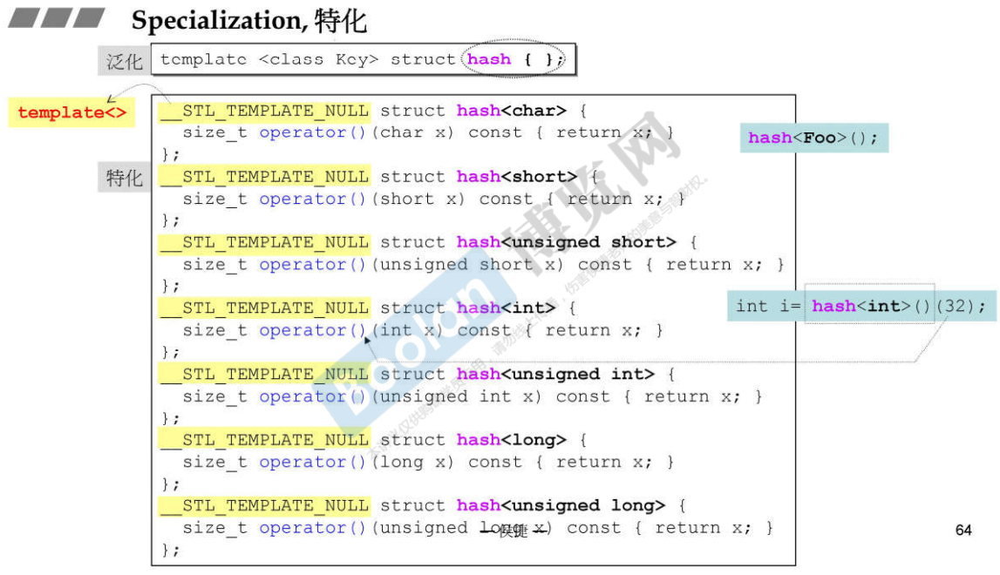 Specialization, 特化
泛化 template <class Key> struct hash { };
template<>
特化
__STL_TEMPLATE_NULL struct hash<char> {
size_t operator()(char x) const { return x; }
};
hash<Foo>();
__STL_TEMPLATE_NULL struct hash<short> {
size_t operator()(short x) const { return x; }
};
__STL_TEMPLATE_NULL struct hash<unsigned short> {
size_t operator()(unsigned short x) const { return x; }
};
__STL_TEMPLATE_NULL struct hash<int> {
size_t operator()(int x) const { return x; }
};
int i= hash<int>()(32);
__STL_TEMPLATE_NULL struct hash<unsigned int> {
size_t operator()(unsigned int x) const { return x; }
};
__STL_TEMPLATE_NULL struct hash<long> {
size_t operator()(long x) const { return x; }
};
__STL_TEMPLATE_NULL struct hash<unsigned long> {
size_t operator()(unsigned long x) const { return x; }
};
— 侯捷 —
64
Boolan 博览网